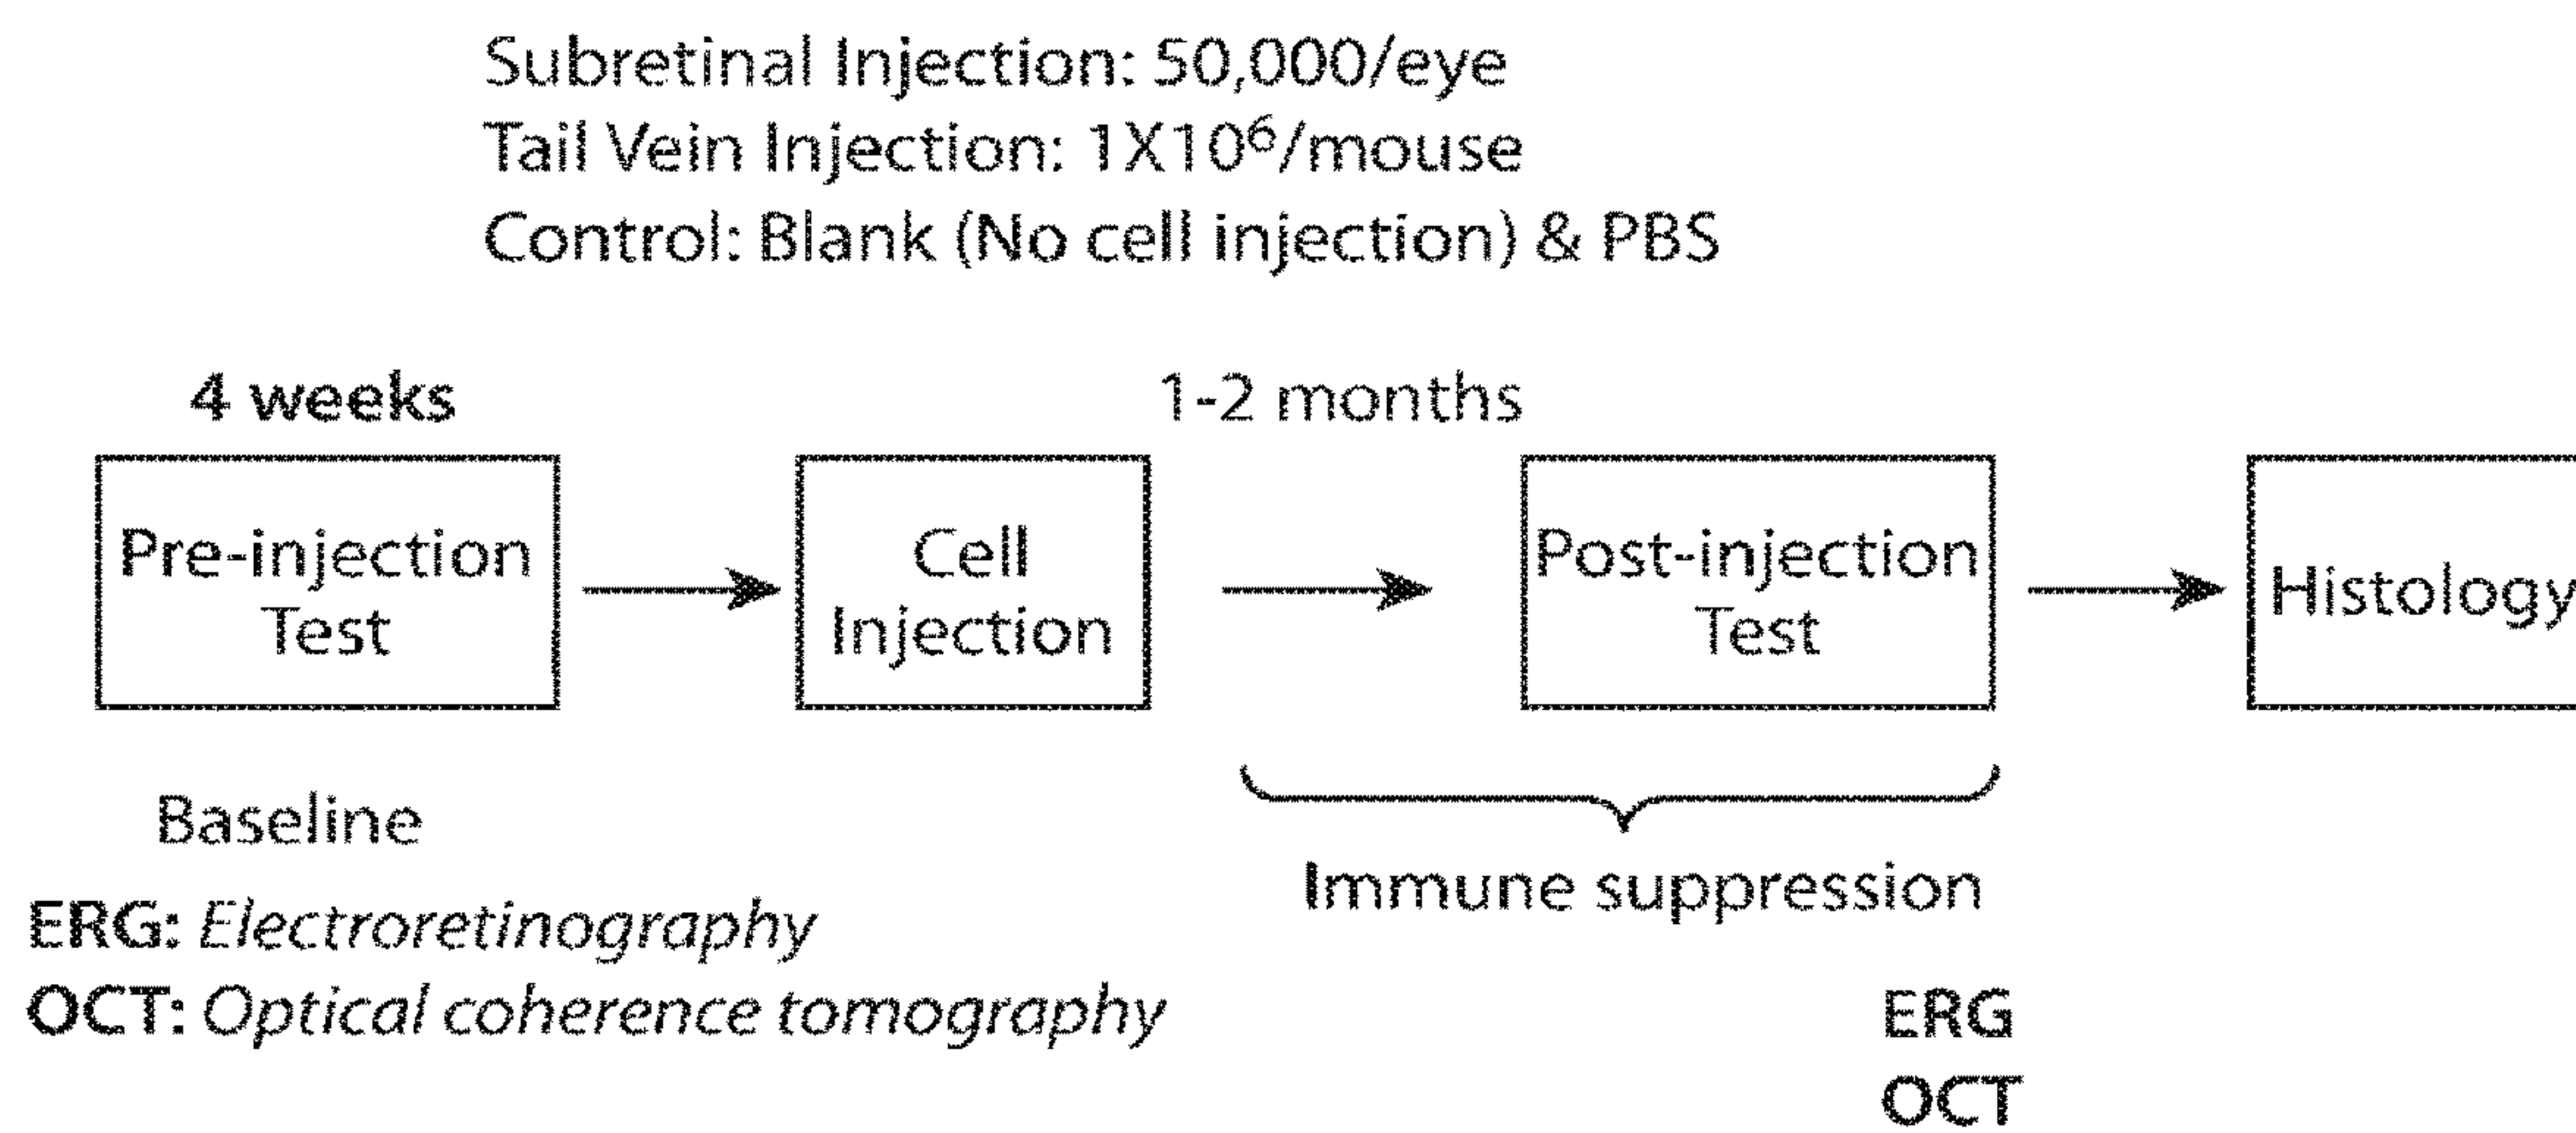 Subretinal Injection: 50,000/eye
Tail Vein Injection: 1X10⁶/mouse
Control: Blank (No cell injection) & PBS
4 weeks
1-2 months
Pre-injection
Test
Cell
Injection
Post-injection
Test
Histology
Baseline
ERG: Electroretinography
OCT: Optical coherence tomography
Immune suppression
ERG
OCT